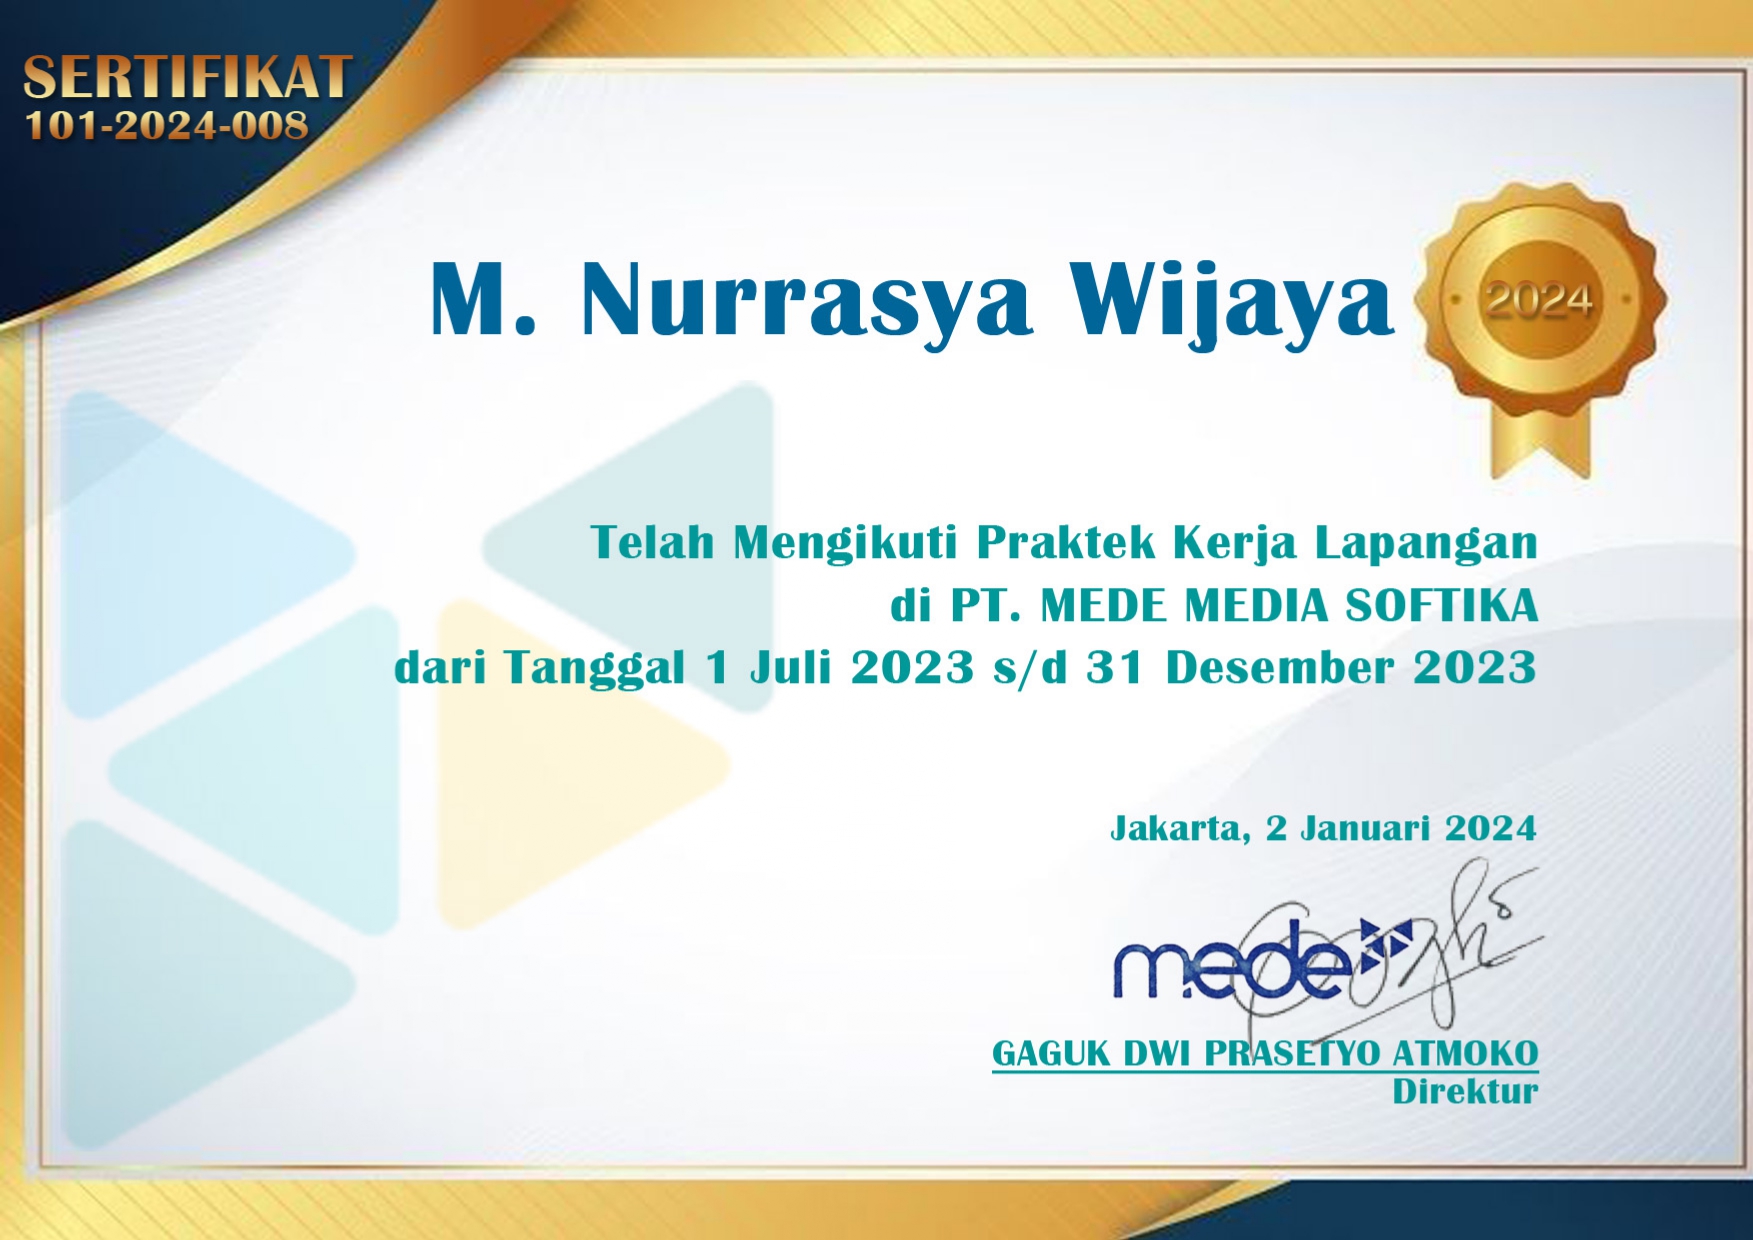 SERTIFIKAT
101-2024-008
M. Nurrasya Wijaya
2024
Telah Mengikuti Praktek Kerja Lapangan
di PT. MEDE MEDIA SOFTIKA
dari Tanggal 1 Juli 2023 s/d 31 Desember 2023
Jakarta, 2 Januari 2024
mede
GAGUK DWI PRASETYO ATMOKO
Direktur